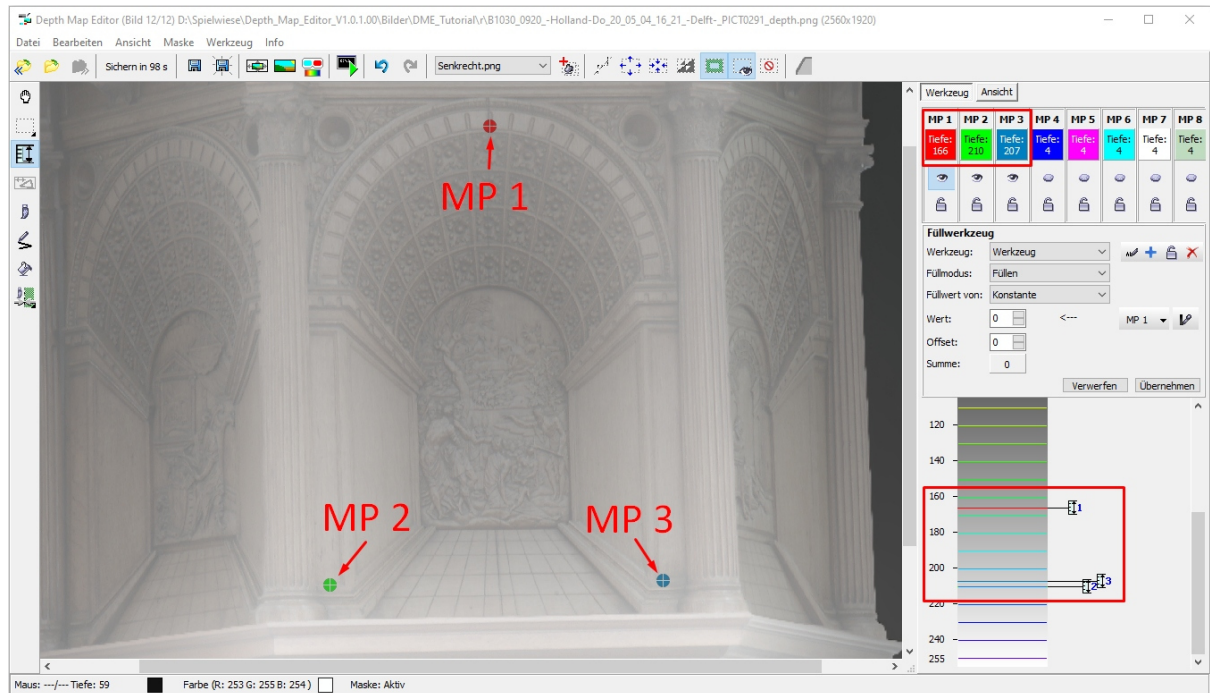 Depth Map Editor (Bild 12/12) D:\Spielwiese\Depth_Map_Editor_V1.0.1.00\Bilder\DME_Tutorial\r\B1030_0920_-Holland-Do_20_05_04_16_21_-Delft-_PICT0291_depth.png (2560x1920)
Datei Bearbeiten Ansicht Maske Werkzeug Info
Sichern in 98 s Senkrecht.png
Werkzeug Ansicht
MP 1 MP 2 MP 3 MP 4 MP 5 MP 6 MP 7 MP 8
Tiefe: Tiefe: Tiefe: Tiefe: Tiefe: Tiefe: Tiefe: Tiefe:
166 210 207 4 4 4 4 4
MP 1
MP 2
MP 3
Füllwerkzeug
Werkzeug: Werkzeug
Füllmodus: Füllen
Füllwert von: Konstante
Wert: 0 <--- MP 1
Offset: 0
Summe: 0
Verwerfen Übernehmen
120
140
160
1
180
200
3
2
220
240
255
Maus: ---/--- Tiefe: 59 Farbe (R: 253 G: 255 B: 254 ) Maske: Aktiv